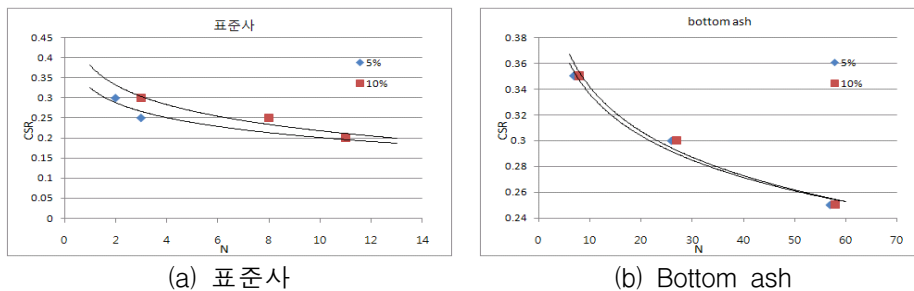 표준사
0.45
0.4
0.35
0.3
0.25
0.2
0.15
0.1
0.05
0
CSR
0 2 4 6 8 10 12 14
N
5%
10%
bottom ash
0.38
0.36
0.34
0.32
0.3
0.28
0.26
0.24
CSR
0 10 20 30 40 50 60 70
N
5%
10%
(a) 표준사
(b) Bottom ash